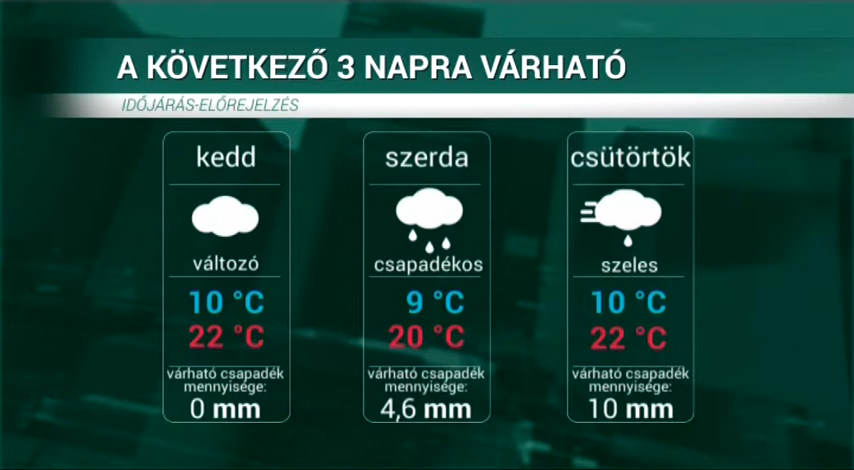 A KÖVETKEZŐ 3 NAPRA VÁRHATÓ
IDŐJÁRÁS-ELŐREJELZÉS
kedd
változó
10 °C
22 °C
várható csapadék
mennyisége:
0 mm
szerda
csapadékos
9 °C
20 °C
várható csapadék
mennyisége:
4,6 mm
csütörtök
szeles
10 °C
22 °C
várható csapadék
mennyisége:
10 mm